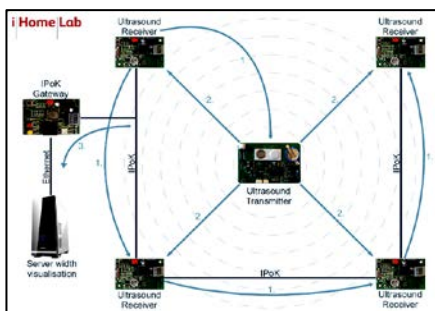 i Home|Lab
Ultrasound
Receiver
Ultrasound
Receiver
1.
IPoK
Gateway
2.
2.
3.
1.
IPoK
Ethernet
Ultrasound
Transmitter
IPoK
1.
2.
2.
Server width
visualisation
IPoK
1.
Ultrasound
Receiver
Ultrasound
Receiver